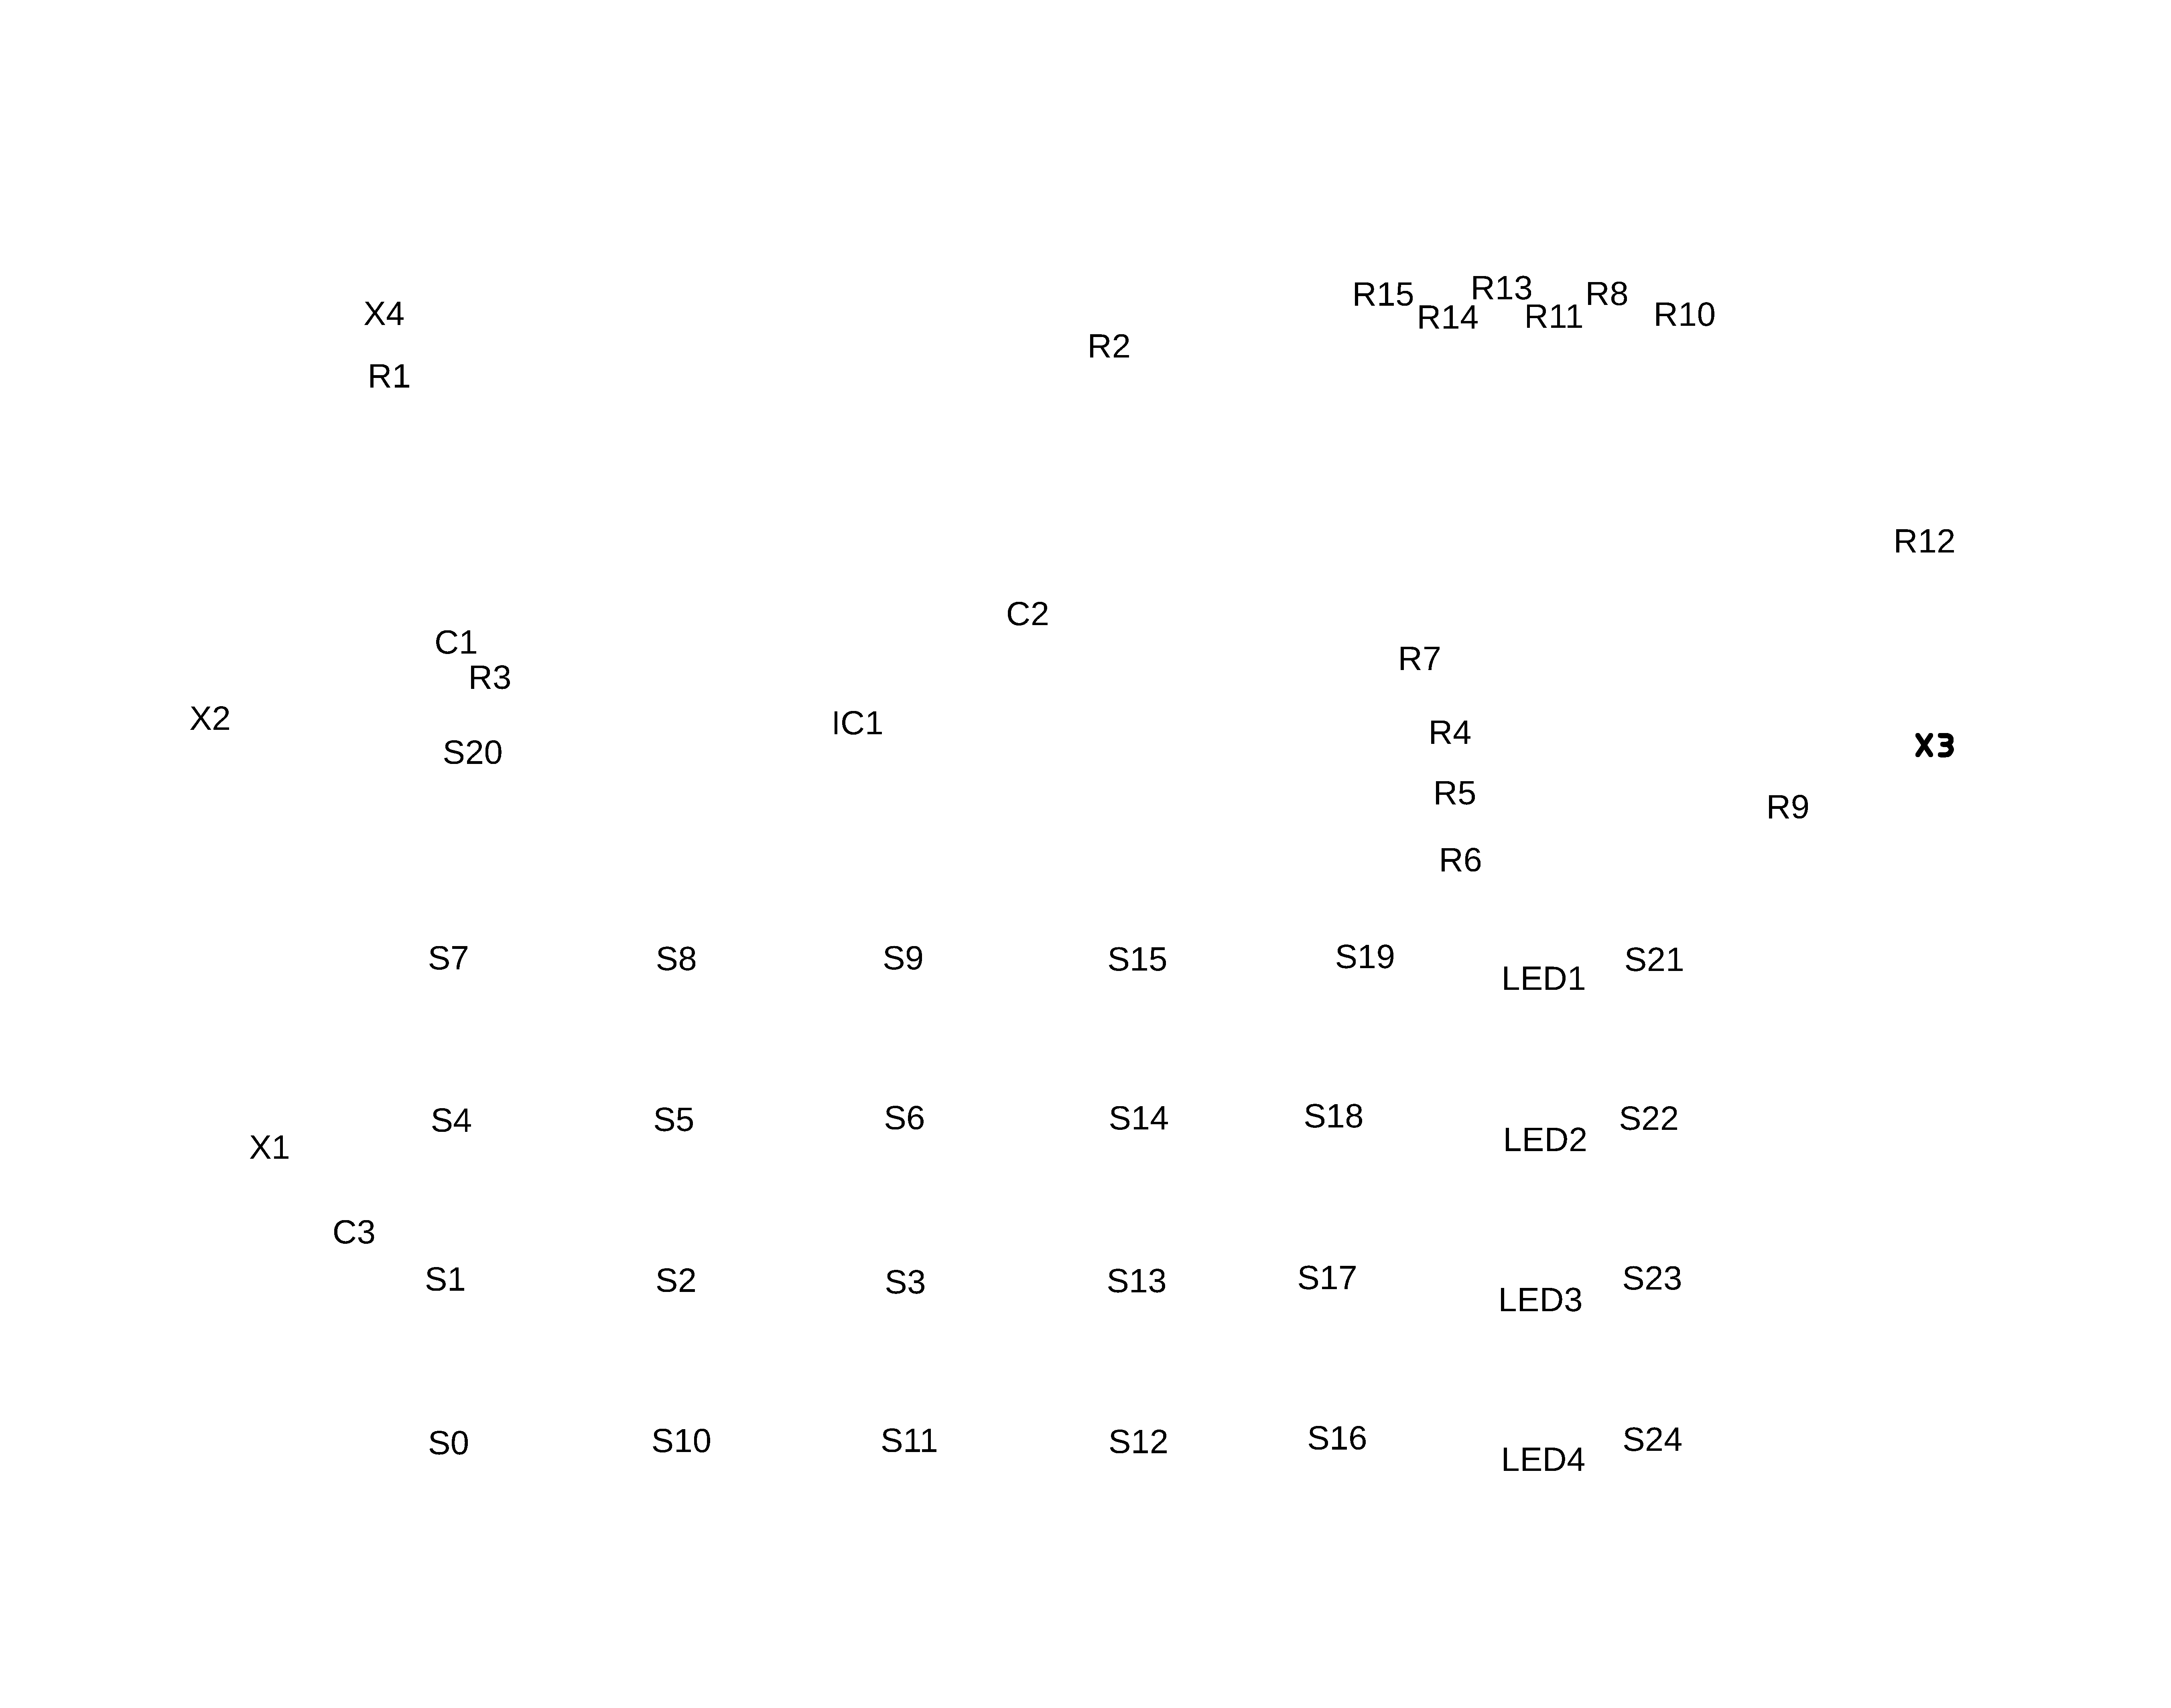 R15 R13 R8
X4 R14 R11 R10
R2
R1
R12
C2
C1
R7
R3
X2 IC1
R4
S20 X3
R5
R9
R6
S7 S8 S9 S15 S19 S21
LED1
S4 S5 S6 S14 S18 S22
X1 LED2
C3
S1 S2 S3 S13 S17 S23
LED3
S0 S10 S11 S12 S16 S24
LED4